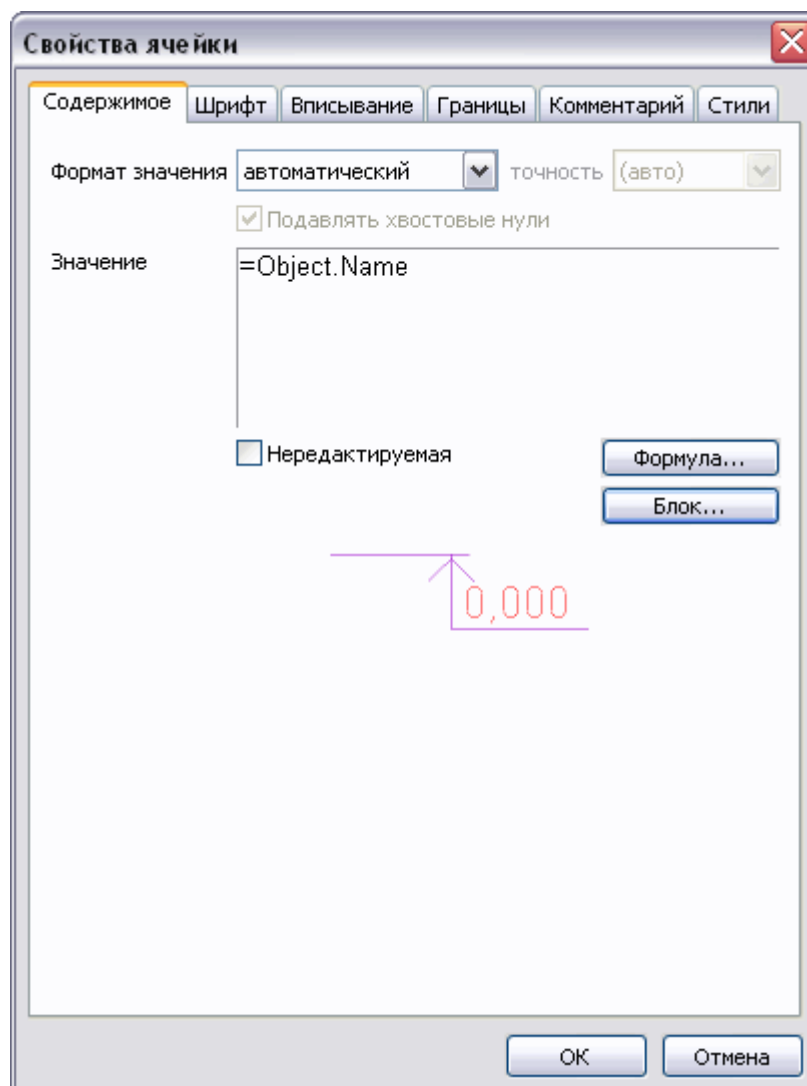 Свойства ячейки
Содержимое Шрифт Вписывание Границы Комментарий Стили
Формат значения автоматический точность (авто)
Подавлять хвостовые нули
Значение =Object.Name
Нередактируемая Формула...
Блок...
0,000
ОК Отмена